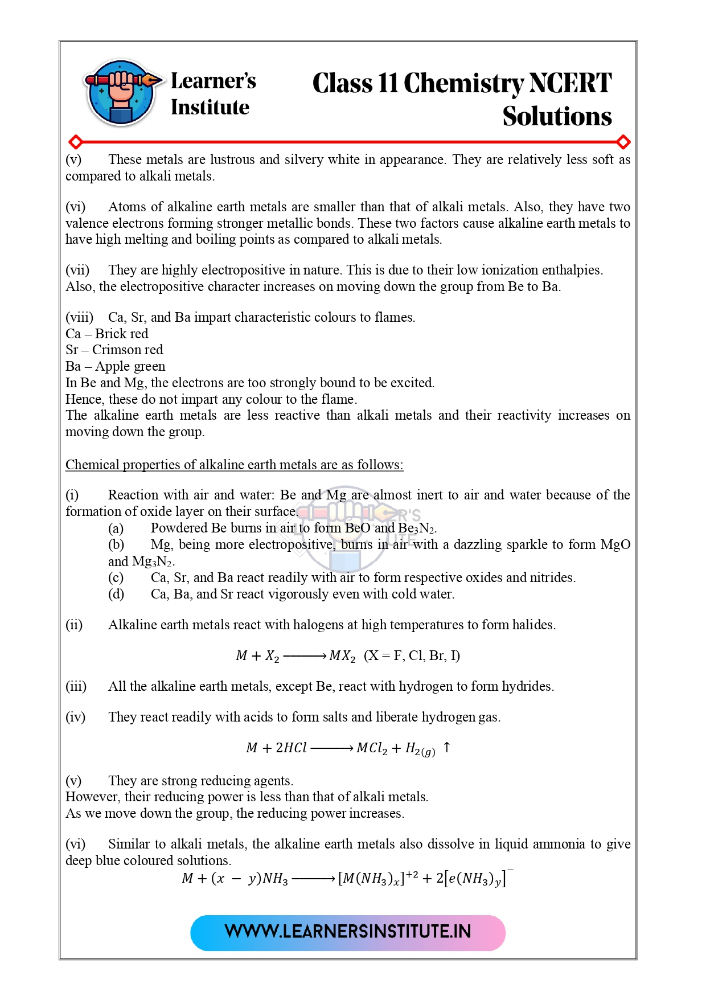 Learner's
Institute
Class 11 Chemistry NCERT
Solutions
(v) These metals are lustrous and silvery white in appearance. They are relatively less soft as
compared to alkali metals.
(vi) Atoms of alkaline earth metals are smaller than that of alkali metals. Also, they have two
valence electrons forming stronger metallic bonds. These two factors cause alkaline earth metals to
have high melting and boiling points as compared to alkali metals.
(vii) They are highly electropositive in nature. This is due to their low ionization enthalpies.
Also, the electropositive character increases on moving down the group from Be to Ba.
(viii) Ca, Sr, and Ba impart characteristic colours to flames.
Ca – Brick red
Sr – Crimson red
Ba – Apple green
In Be and Mg, the electrons are too strongly bound to be excited.
Hence, these do not impart any colour to the flame.
The alkaline earth metals are less reactive than alkali metals and their reactivity increases on
moving down the group.
Chemical properties of alkaline earth metals are as follows:
(i) Reaction with air and water: Be and Mg are almost inert to air and water because of the
formation of oxide layer on their surface.
(a) Powdered Be burns in air to form BeO and Be₃N₂.
(b) Mg, being more electropositive, burns in air with a dazzling sparkle to form MgO
and Mg₃N₂.
(c) Ca, Sr, and Ba react readily with air to form respective oxides and nitrides.
(d) Ca, Ba, and Sr react vigorously even with cold water.
(ii) Alkaline earth metals react with halogens at high temperatures to form halides.
M + X₂ ⟶ MX₂ (X = F, Cl, Br, I)
(iii) All the alkaline earth metals, except Be, react with hydrogen to form hydrides.
(iv) They react readily with acids to form salts and liberate hydrogen gas.
M + 2HCl ⟶ MCl₂ + H₂₍g₎ ↑
(v) They are strong reducing agents.
However, their reducing power is less than that of alkali metals.
As we move down the group, the reducing power increases.
(vi) Similar to alkali metals, the alkaline earth metals also dissolve in liquid ammonia to give
deep blue coloured solutions.
M + (x − y)NH₃ ⟶ [M(NH₃)ₓ]⁺² + 2[e(NH₃)y]⁻
WWW.LEARNERSINSTITUTE.IN